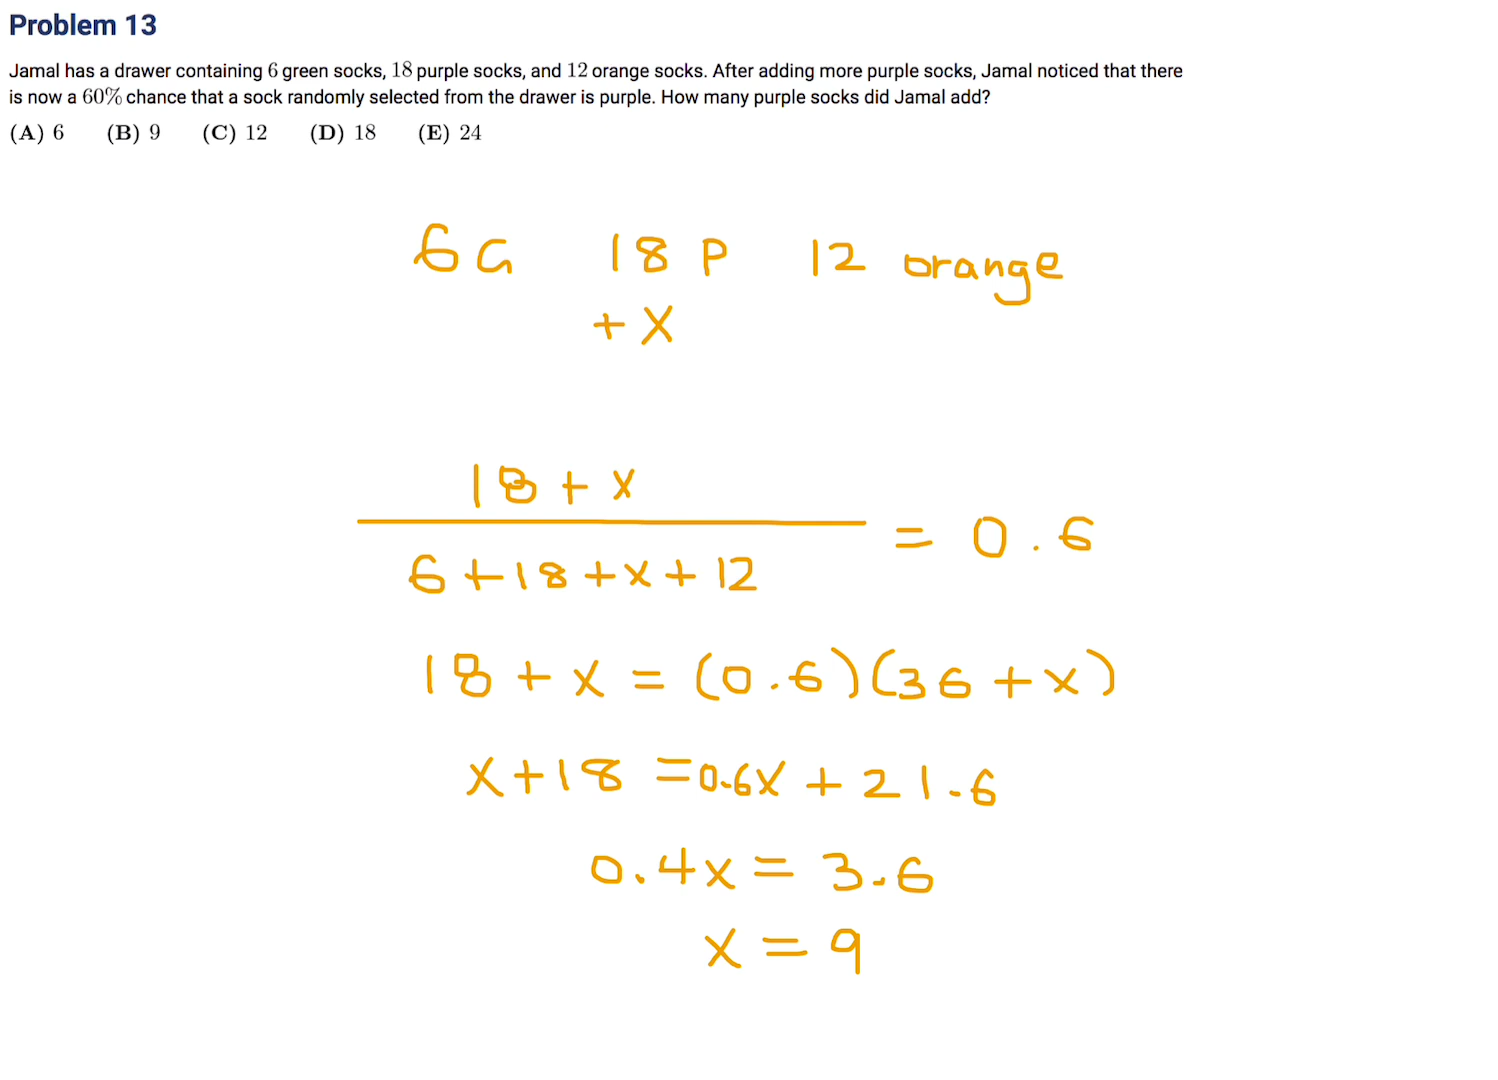 Problem 13
Jamal has a drawer containing 6 green socks, 18 purple socks, and 12 orange socks. After adding more purple socks, Jamal noticed that there
is now a 60% chance that a sock randomly selected from the drawer is purple. How many purple socks did Jamal add?
(A) 6 (B) 9 (C) 12 (D) 18 (E) 24
6G 18 P 12 orange
+ X
18 + x
6 + 18 + x + 12
= 0.6
18 + x = (0.6)(36 + x)
x + 18 = 0.6x + 21.6
0.4x = 3.6
x = 9